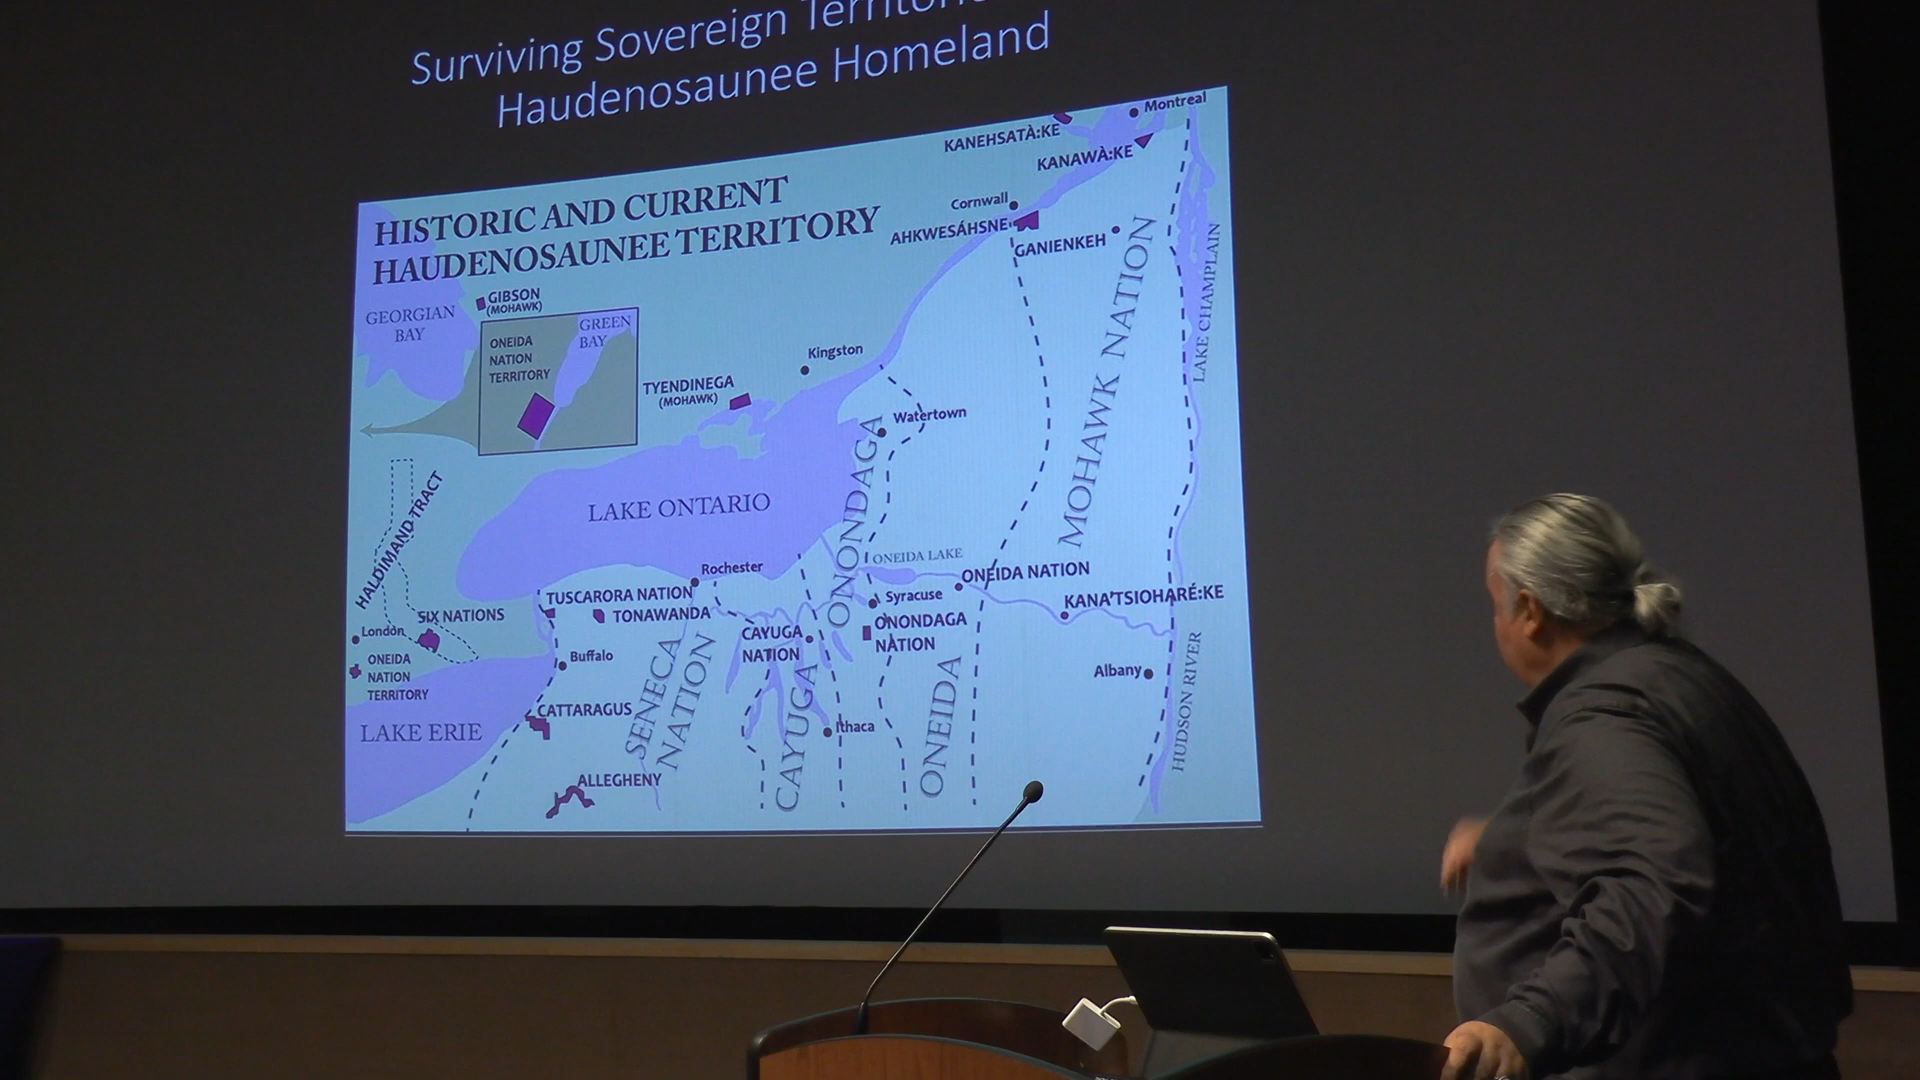 Surviving Sovereign
Haudenosaunee Homeland
HISTORIC AND CURRENT
HAUDENOSAUNEE TERRITORY
Montreal
KANEHSATÀ:KE
KANAWÀ:KE
Cornwall
AHKWESÁHSNE
GANIENKEH
MOHAWK NATION
LAKE CHAMPLAIN
GIBSON
(MOHAWK)
GEORGIAN
BAY
GREEN
BAY
ONEIDA
NATION
TERRITORY
Kingston
TYENDINEGA
(MOHAWK)
Watertown
HALDIMAND TRACT
LAKE ONTARIO
ONONDAGA
ONEIDA LAKE
Rochester
ONEIDA NATION
TUSCARORA NATION
TONAWANDA
Syracuse
KANA'TSIOHARÉ:KE
SIX NATIONS
London
CAYUGA
NATION
ONONDAGA
NATION
ONEIDA
NATION
TERRITORY
Buffalo
SENECA
NATION
CAYUGA
ONEIDA
Albany
HUDSON RIVER
CATTARAGUS
LAKE ERIE
Ithaca
ALLEGHENY